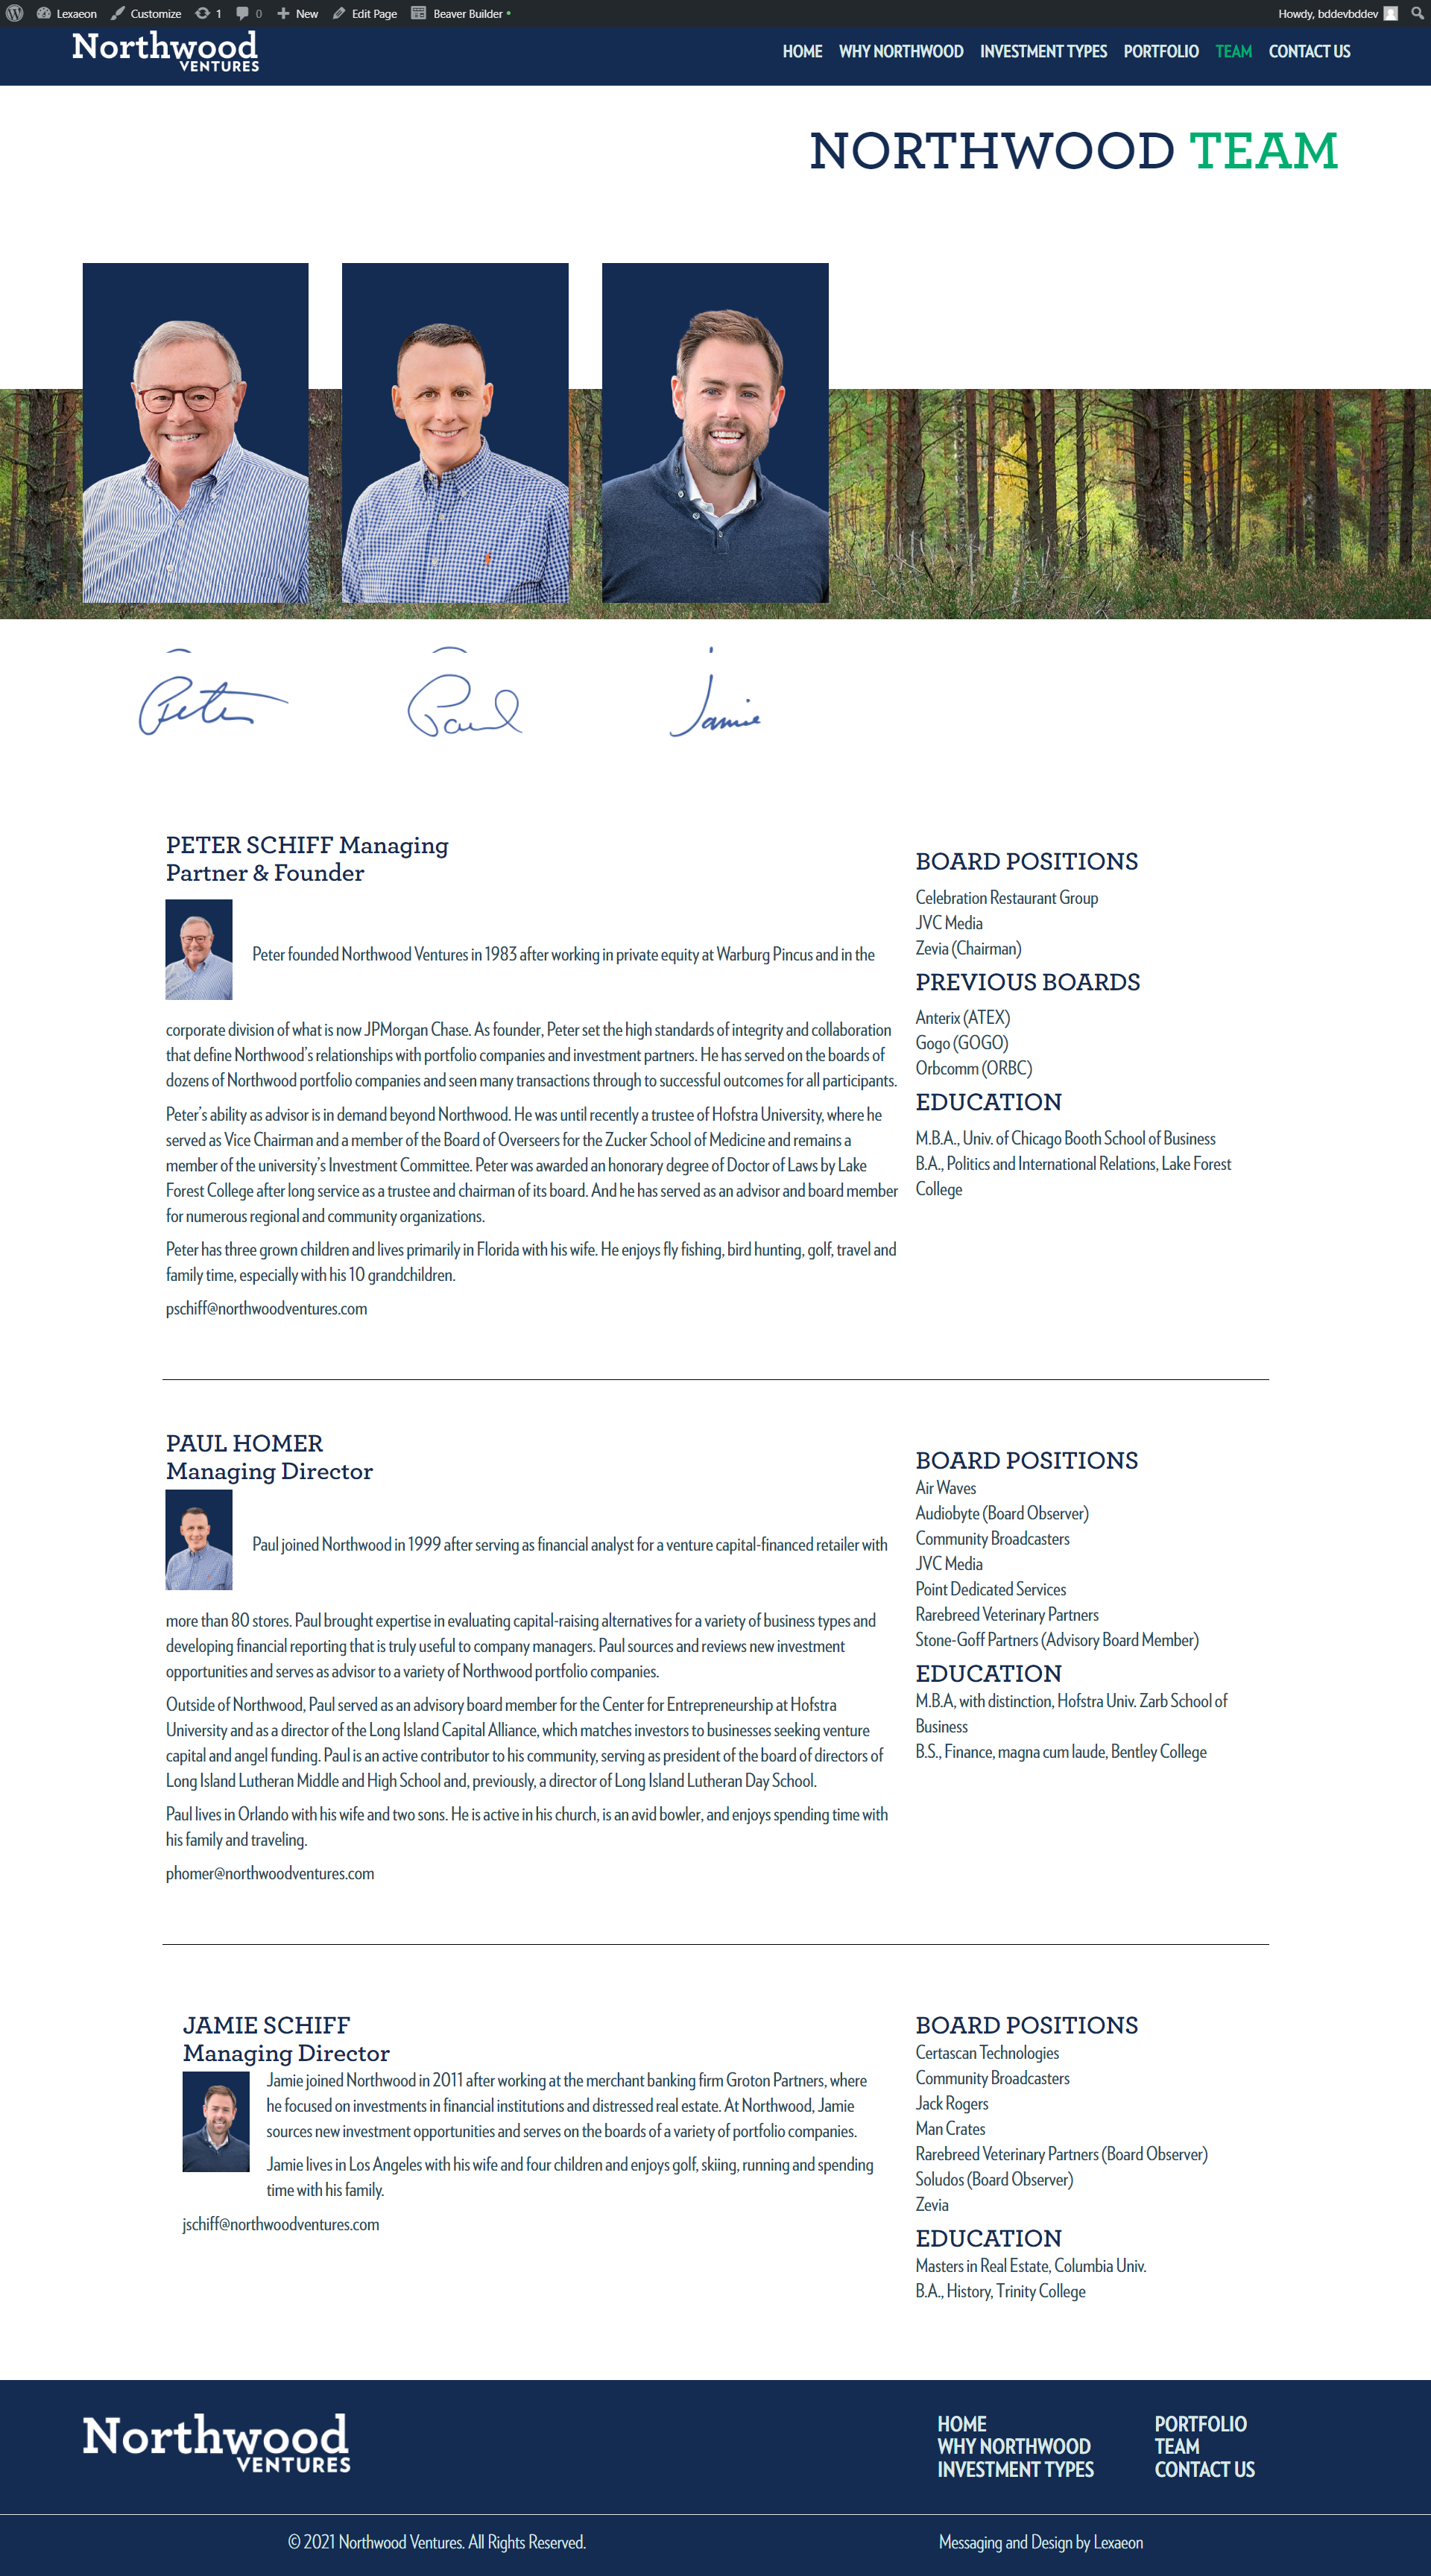 Lexaeon Customize 1 0 New Edit Page Beaver Builder Howdy, bddevbddev
Northwood
VENTURES
HOME WHY NORTHWOOD INVESTMENT TYPES PORTFOLIO TEAM CONTACT US
NORTHWOOD TEAM
Peter Paul Jamie
PETER SCHIFF Managing
Partner & Founder
Peter founded Northwood Ventures in 1983 after working in private equity at Warburg Pincus and in the
corporate division of what is now JPMorgan Chase. As founder, Peter set the high standards of integrity and collaboration
that define Northwood’s relationships with portfolio companies and investment partners. He has served on the boards of
dozens of Northwood portfolio companies and seen many transactions through to successful outcomes for all participants.
Peter’s ability as advisor is in demand beyond Northwood. He was until recently a trustee of Hofstra University, where he
served as Vice Chairman and a member of the Board of Overseers for the Zucker School of Medicine and remains a
member of the university’s Investment Committee. Peter was awarded an honorary degree of Doctor of Laws by Lake
Forest College after long service as a trustee and chairman of its board. And he has served as an advisor and board member
for numerous regional and community organizations.
Peter has three grown children and lives primarily in Florida with his wife. He enjoys fly fishing, bird hunting, golf, travel and
family time, especially with his 10 grandchildren.
pschiff@northwoodventures.com
BOARD POSITIONS
Celebration Restaurant Group
JVC Media
Zevia (Chairman)
PREVIOUS BOARDS
Anterix (ATEX)
Gogo (GOGO)
Orbcomm (ORBC)
EDUCATION
M.B.A., Univ. of Chicago Booth School of Business
B.A., Politics and International Relations, Lake Forest
College
PAUL HOMER
Managing Director
Paul joined Northwood in 1999 after serving as financial analyst for a venture capital-financed retailer with
more than 80 stores. Paul brought expertise in evaluating capital-raising alternatives for a variety of business types and
developing financial reporting that is truly useful to company managers. Paul sources and reviews new investment
opportunities and serves as advisor to a variety of Northwood portfolio companies.
Outside of Northwood, Paul served as an advisory board member for the Center for Entrepreneurship at Hofstra
University and as a director of the Long Island Capital Alliance, which matches investors to businesses seeking venture
capital and angel funding. Paul is an active contributor to his community, serving as president of the board of directors of
Long Island Lutheran Middle and High School and, previously, a director of Long Island Lutheran Day School.
Paul lives in Orlando with his wife and two sons. He is active in his church, is an avid bowler, and enjoys spending time with
his family and traveling.
phomer@northwoodventures.com
BOARD POSITIONS
Air Waves
Audiobyte (Board Observer)
Community Broadcasters
JVC Media
Point Dedicated Services
Rarebreed Veterinary Partners
Stone-Goff Partners (Advisory Board Member)
EDUCATION
M.B.A, with distinction, Hofstra Univ. Zarb School of
Business
B.S., Finance, magna cum laude, Bentley College
JAMIE SCHIFF
Managing Director
Jamie joined Northwood in 2011 after working at the merchant banking firm Groton Partners, where
he focused on investments in financial institutions and distressed real estate. At Northwood, Jamie
sources new investment opportunities and serves on the boards of a variety of portfolio companies.
Jamie lives in Los Angeles with his wife and four children and enjoys golf, skiing, running and spending
time with his family.
jschiff@northwoodventures.com
BOARD POSITIONS
Certascan Technologies
Community Broadcasters
Jack Rogers
Man Crates
Rarebreed Veterinary Partners (Board Observer)
Soludos (Board Observer)
Zevia
EDUCATION
Masters in Real Estate, Columbia Univ.
B.A., History, Trinity College
Northwood
VENTURES
HOME
WHY NORTHWOOD
INVESTMENT TYPES
PORTFOLIO
TEAM
CONTACT US
© 2021 Northwood Ventures. All Rights Reserved.
Messaging and Design by Lexaeon